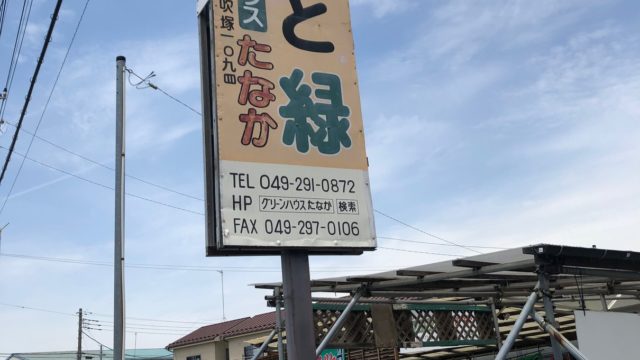 と緑
ス
たなか
吹塚一〇九四
TEL 049-291-0872
HP グリーンハウスたなか 検索
FAX 049-297-0106